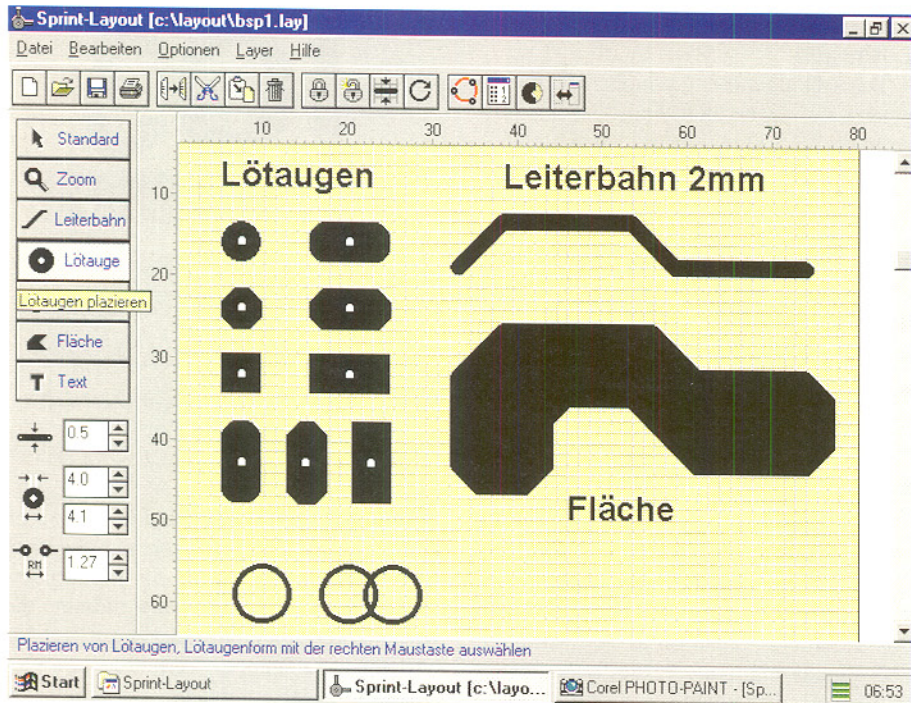 Sprint-Layout [c:\layout\bsp1.lay]
Datei Bearbeiten Optionen Layer Hilfe
10 20 30 40 50 60 70 80
Standard
Zoom
Leiterbahn
Lötauge
Lötaugen plazieren
Fläche
Text
0.5
4.0
4.1
RM
1.27
10
20
30
40
50
60
Lötaugen
Leiterbahn 2mm
Fläche
Plazieren von Lötaugen, Lötaugenform mit der rechten Maustaste auswählen
Start
Sprint-Layout
Sprint-Layout [c:\layo...
Corel PHOTO-PAINT - [Sp...
06:53